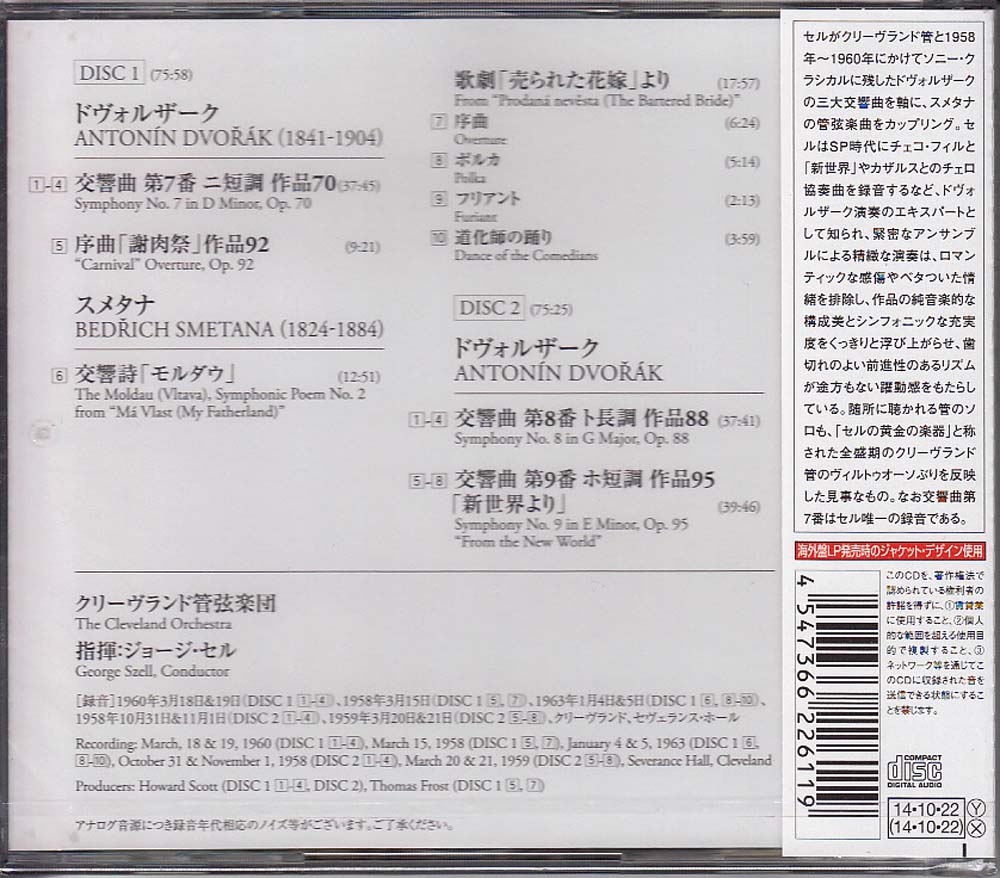 DISC 1 (75:58)
ドヴォルザーク
ANTONÍN DVOŘÁK (1841-1904)
1-4 交響曲 第7番 ニ短調 作品70 (37:45)
Symphony No. 7 in D Minor, Op. 70
5 序曲「謝肉祭」作品92 (9:21)
“Carnival” Overture, Op. 92
スメタナ
BEDŘICH SMETANA (1824-1884)
6 交響詩「モルダウ」 (12:51)
The Moldau (Vltava), Symphonic Poem No. 2
from “Má Vlast (My Fatherland)”
歌劇「売られた花嫁」より (17:57)
From “Prodaná nevěsta (The Bartered Bride)”
7 序曲 (6:24)
Overture
8 ポルカ (5:14)
Polka
9 フリアント (2:13)
Furiant
10 道化師の踊り (3:59)
Dance of the Comedians
DISC 2 (75:25)
ドヴォルザーク
ANTONÍN DVOŘÁK
1-4 交響曲 第8番 ト長調 作品88 (37:41)
Symphony No. 8 in G Major, Op. 88
5-8 交響曲 第9番 ホ短調 作品95
「新世界より」 (39:46)
Symphony No. 9 in E Minor, Op. 95
“From the New World”
クリーヴランド管弦楽団
The Cleveland Orchestra
指揮:ジョージ・セル
George Szell, Conductor
[録音]1960年3月18日&19日(DISC 1 1-4)、1958年3月15日(DISC 1 5, 7)、1963年1月4日&5日(DISC 1 6, 8-10)、
1958年10月31日&11月1日(DISC 2 1-4)、1959年3月20日&21日(DISC 2 5-8)、クリーヴランド、セヴェランス・ホール
Recording: March, 18 & 19, 1960 (DISC 1 1-4), March 15, 1958 (DISC 1 5, 7), January 4 & 5, 1963 (DISC 1 6,
8-10), October 31 & November 1, 1958 (DISC 2 1-4), March 20 & 21, 1959 (DISC 2 5-8), Severance Hall, Cleveland
Producers: Howard Scott (DISC 1 1-4, DISC 2), Thomas Frost (DISC 1 5, 7)
アナログ音源につき録音年代相応のノイズ等がございます。ご了承ください。
セルがクリーヴランド管と1958
年〜1960年にかけてソニー・ク
ラシカルに残したドヴォルザーク
の三大交響曲を軸に、スメタナ
の管弦楽曲をカップリング。セ
ルはSP時代にチェコ・フィルと
「新世界」やカザルスとのチェロ
協奏曲を録音するなど、ドヴォ
ルザーク演奏のエキスパートと
して知られ、緊密なアンサンブ
ルによる精緻な演奏は、ロマン
ティックな感傷やベタついた情
緒を排除し、作品の純音楽的な
構成美とシンフォニックな充実
度をくっきりと浮び上がらせ、歯
切れのよい前進性のあるリズム
が途方もない躍動感をもたらし
ている。随所に聴かれる管のソ
ロも、「セルの黄金の楽器」と称
された全盛期のクリーヴランド
管のヴィルトゥオーソぶりを反映
した見事なもの。なお交響曲第
7番はセル唯一の録音である。
海外盤LP発売時のジャケット・デザイン使用
このCDを、著作権法で
認められている権利者の
許諾を得ずに、①賃貸業
に使用すること、②個人
的な範囲を超える使用目
的で複製すること、③
ネットワーク等を通じてこ
のCDに収録された音を
送信できる状態にするこ
とを禁じます。
4 547366 226119
COMPACT
disc
DIGITAL AUDIO
14・10・22 Y
(14・10・22) X